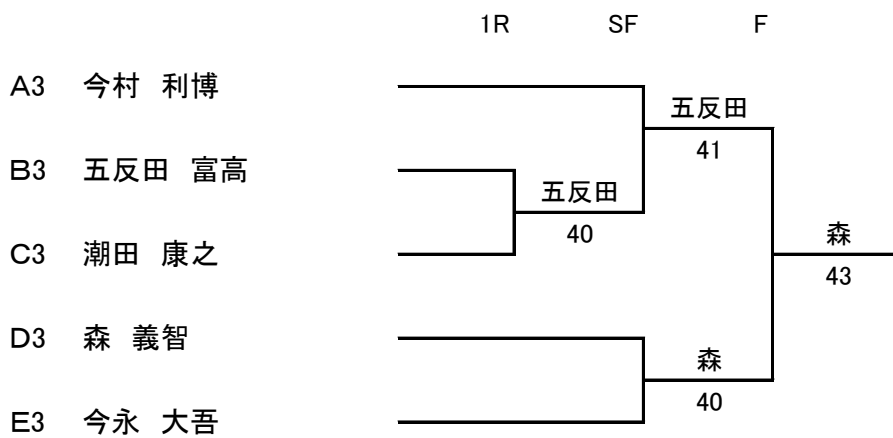 1R SF F
A3 今村 利博
五反田
41
B3 五反田 富高
五反田
40
C3 潮田 康之
森
43
D3 森 義智
森
40
E3 今永 大吾